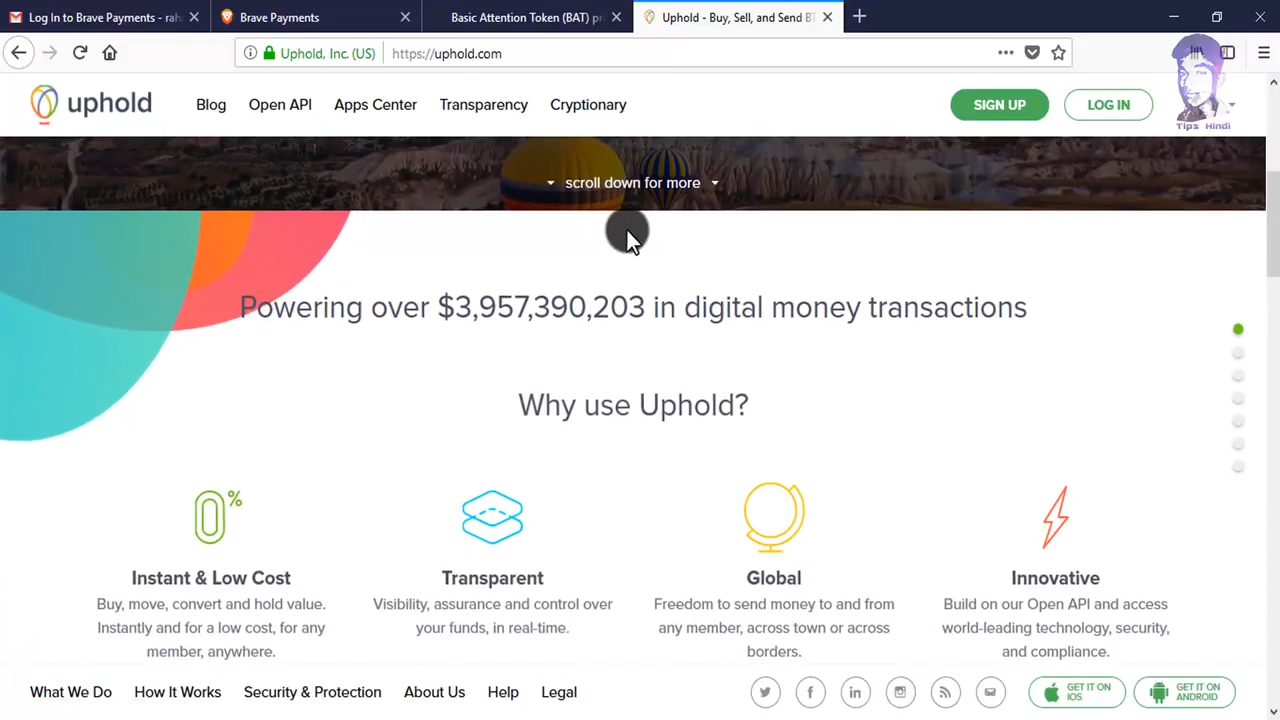 Log In to Brave Payments - rah
Brave Payments
Basic Attention Token (BAT) pr
Uphold - Buy, Sell, and Send BT
Uphold, Inc. (US)
https://uphold.com
uphold
Blog
Open API
Apps Center
Transparency
Cryptionary
SIGN UP
LOG IN
Tips Hindi
scroll down for more
Powering over $3,957,390,203 in digital money transactions
Why use Uphold?
0%
Instant & Low Cost
Buy, move, convert and hold value.
Instantly and for a low cost, for any
member, anywhere.
Transparent
Visibility, assurance and control over
your funds, in real-time.
Global
Freedom to send money to and from
any member, across town or across
borders.
Innovative
Build on our Open API and access
world-leading technology, security,
and compliance.
What We Do
How It Works
Security & Protection
About Us
Help
Legal
GET IT ON
IOS
GET IT ON
ANDROID